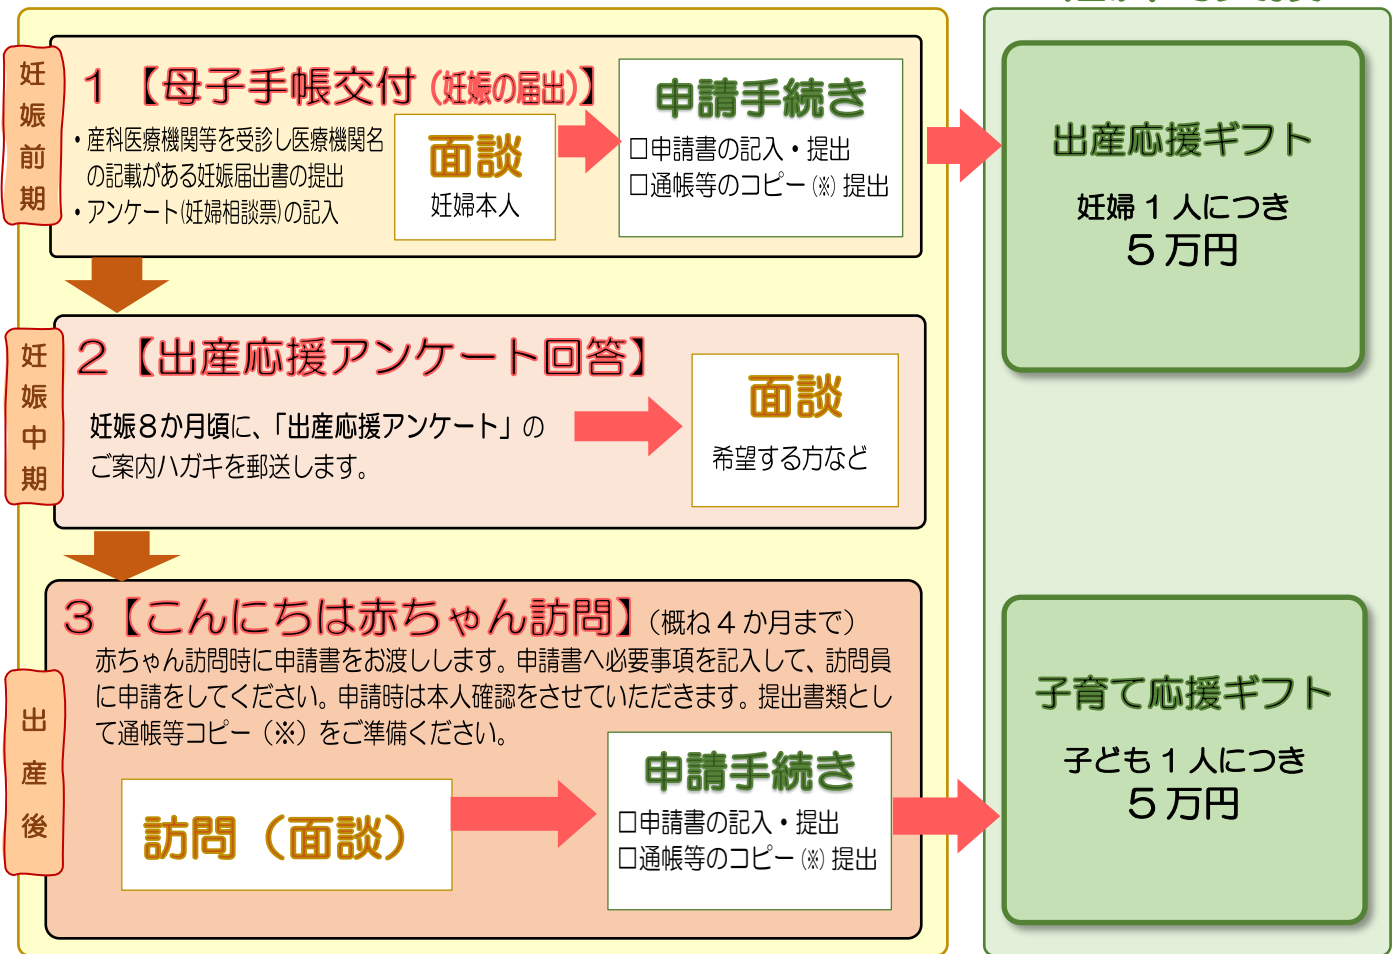 妊娠前期
1【母子手帳交付(妊娠の届出)】
・産科医療機関等を受診し医療機関名
の記載がある妊娠届出書の提出
・アンケート(妊婦相談票)の記入
面談
妊婦本人
申請手続き
□申請書の記入・提出
□通帳等のコピー(※)提出
出産応援ギフト
妊婦1人につき
5万円
妊娠中期
2【出産応援アンケート回答】
妊娠8か月頃に、「出産応援アンケート」の
ご案内ハガキを郵送します。
面談
希望する方など
出産後
3【こんにちは赤ちゃん訪問】(概ね4か月まで)
赤ちゃん訪問時に申請書をお渡しします。申請書へ必要事項を記入して、訪問員
に申請をしてください。申請時は本人確認をさせていただきます。提出書類とし
て通帳等コピー(※)をご準備ください。
訪問(面談)
申請手続き
□申請書の記入・提出
□通帳等のコピー(※)提出
子育て応援ギフト
子ども1人につき
5万円